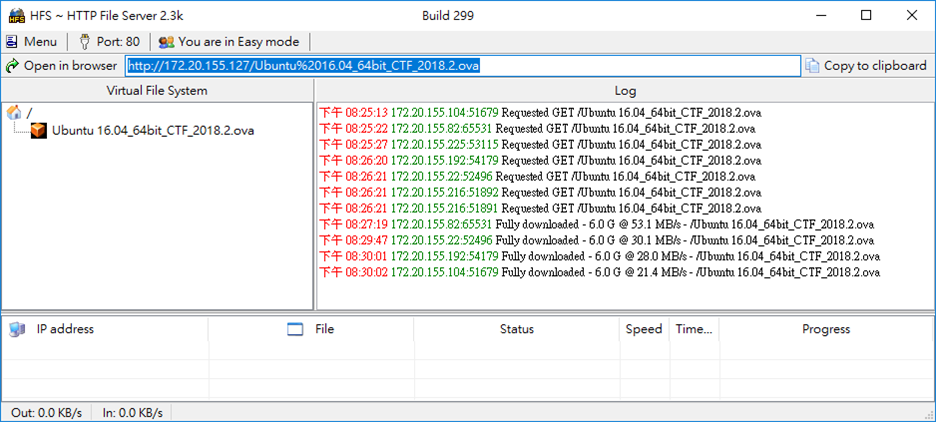 HFS ~ HTTP File Server 2.3k Build 299
Menu Port: 80 You are in Easy mode
Open in browser http://172.20.155.127/Ubuntu%2016.04_64bit_CTF_2018.2.ova Copy to clipboard
Virtual File System
/
Ubuntu 16.04_64bit_CTF_2018.2.ova
Log
下午 08:25:13 172.20.155.104:51679 Requested GET /Ubuntu 16.04_64bit_CTF_2018.2.ova
下午 08:25:22 172.20.155.82:65531 Requested GET /Ubuntu 16.04_64bit_CTF_2018.2.ova
下午 08:25:27 172.20.155.225:53115 Requested GET /Ubuntu 16.04_64bit_CTF_2018.2.ova
下午 08:26:20 172.20.155.192:54179 Requested GET /Ubuntu 16.04_64bit_CTF_2018.2.ova
下午 08:26:21 172.20.155.22:52496 Requested GET /Ubuntu 16.04_64bit_CTF_2018.2.ova
下午 08:26:21 172.20.155.216:51892 Requested GET /Ubuntu 16.04_64bit_CTF_2018.2.ova
下午 08:26:21 172.20.155.216:51891 Requested GET /Ubuntu 16.04_64bit_CTF_2018.2.ova
下午 08:27:19 172.20.155.82:65531 Fully downloaded - 6.0 G @ 53.1 MB/s - /Ubuntu 16.04_64bit_CTF_2018.2.ova
下午 08:29:47 172.20.155.22:52496 Fully downloaded - 6.0 G @ 30.1 MB/s - /Ubuntu 16.04_64bit_CTF_2018.2.ova
下午 08:30:01 172.20.155.192:54179 Fully downloaded - 6.0 G @ 28.0 MB/s - /Ubuntu 16.04_64bit_CTF_2018.2.ova
下午 08:30:02 172.20.155.104:51679 Fully downloaded - 6.0 G @ 21.4 MB/s - /Ubuntu 16.04_64bit_CTF_2018.2.ova
IP address File Status Speed Time... Progress
Out: 0.0 KB/s In: 0.0 KB/s